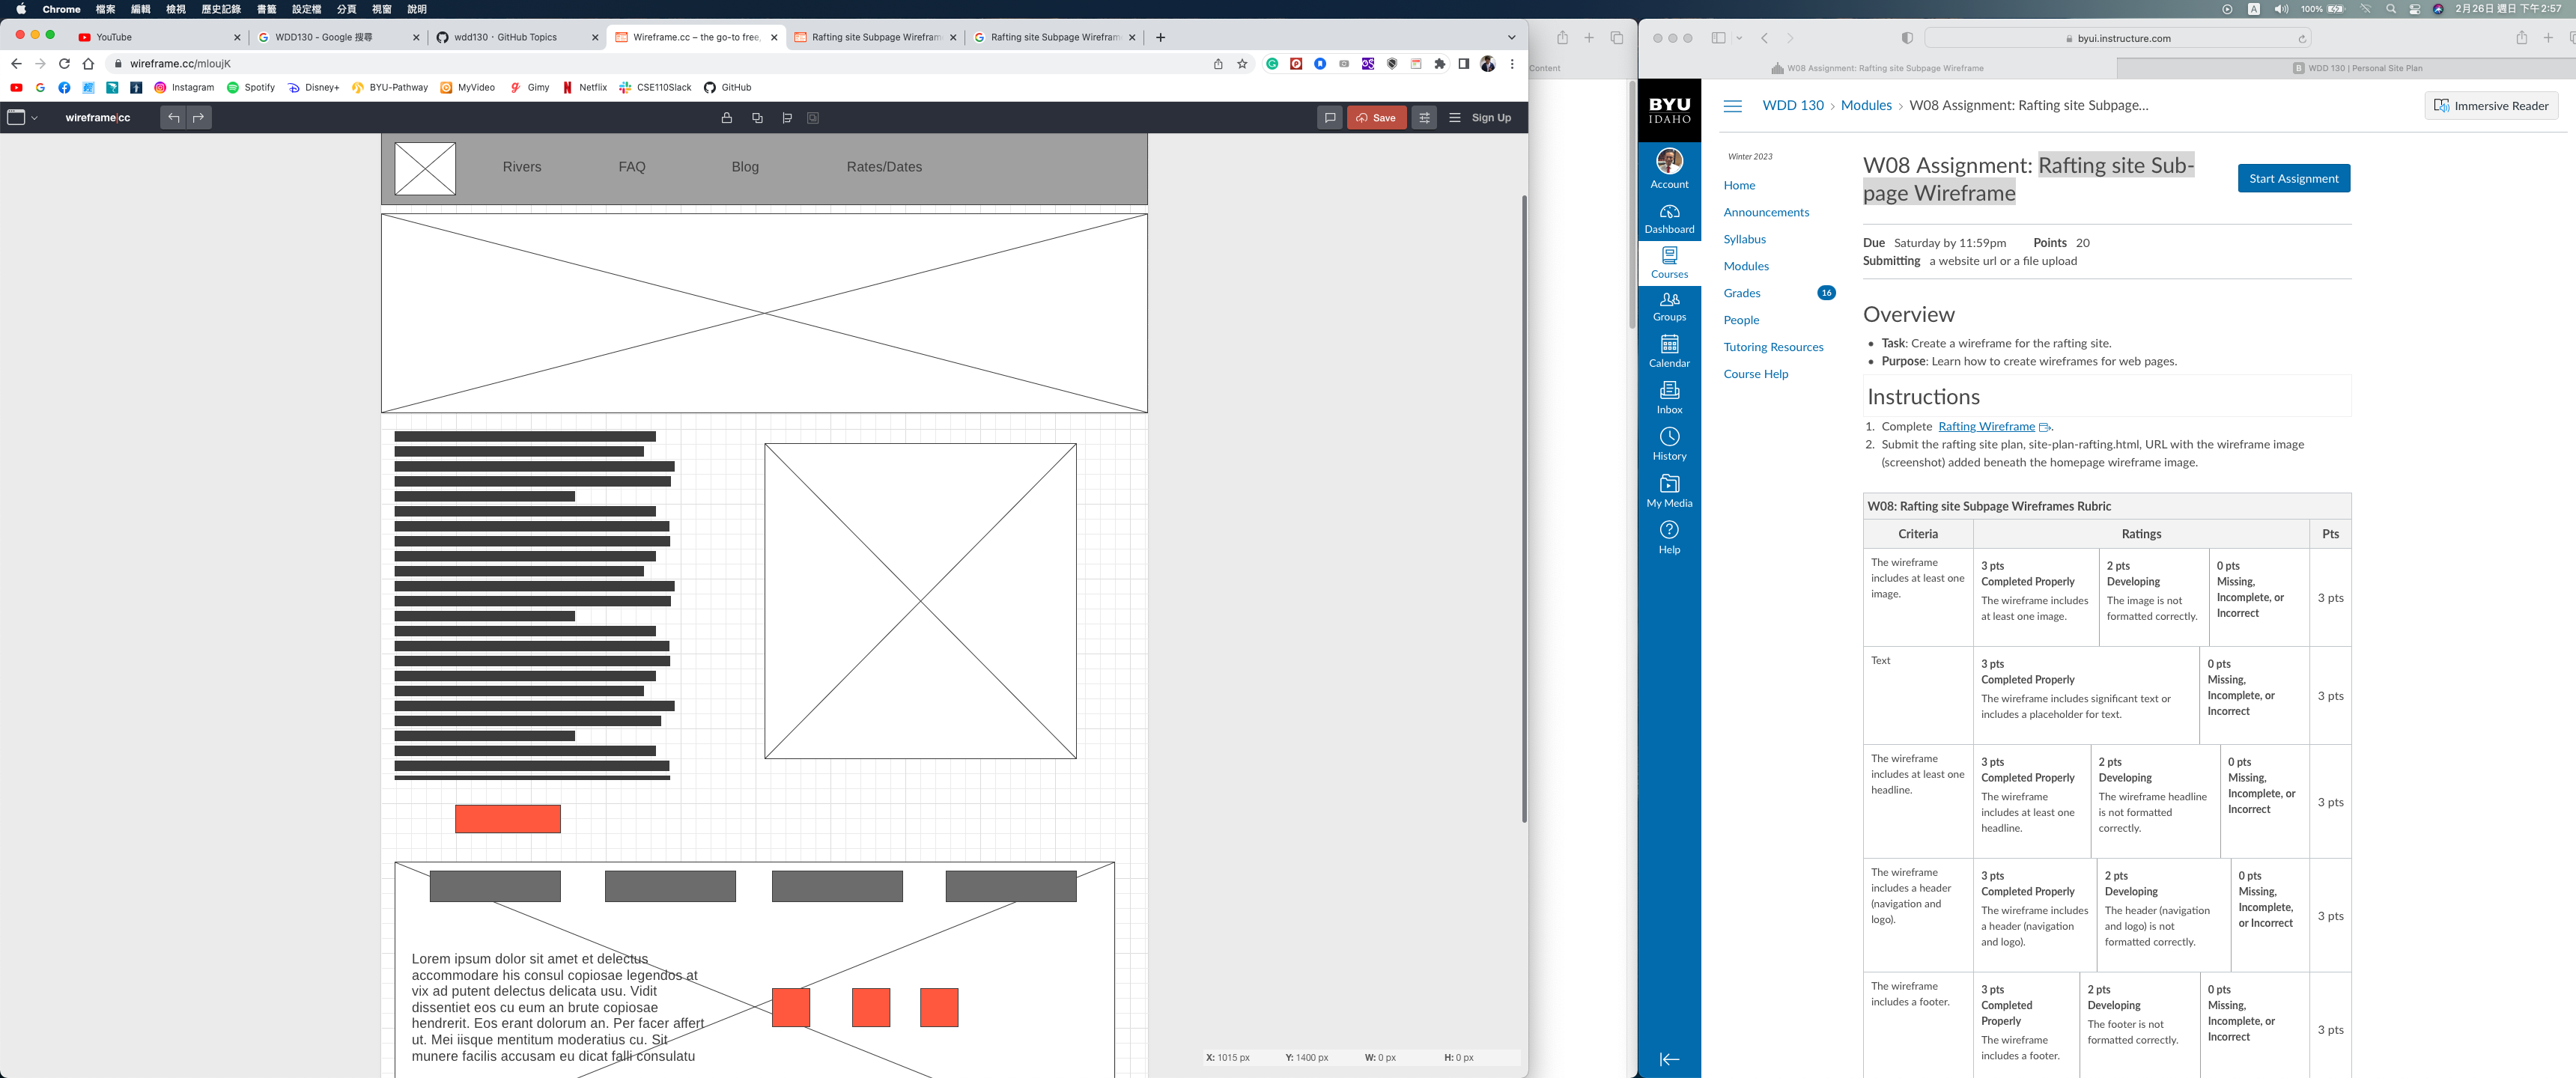 Chrome 檔案 編輯 檢視 歷史記錄 書籤 設定檔 分頁 視窗 說明
A 100% 2月26日 週日 下午2:57
YouTube
WDD130 - Google 搜尋
wdd130 · GitHub Topics
Wireframe.cc – the go-to free,
Rafting site Subpage Wirefram
Rafting site Subpage Wirefram
wireframe.cc/mloujK
Instagram Spotify Disney+ BYU-Pathway MyVideo Gimy Netflix CSE110Slack GitHub
wireframe|cc
Save
Sign Up
Rivers FAQ Blog Rates/Dates
Lorem ipsum dolor sit amet et delectus
accommodare his consul copiosae legendos at
vix ad putent delectus delicata usu. Vidit
dissentiet eos cu eum an brute copiosae
hendrerit. Eos erant dolorum an. Per facer affert
ut. Mei iisque mentitum moderatius cu. Sit
munere facilis accusam eu dicat falli consulatu
X: 1015 px Y: 1400 px W: 0 px H: 0 px
Content
byui.instructure.com
W08 Assignment: Rafting site Subpage Wireframe
B WDD 130 | Personal Site Plan
BYU
IDAHO
Account
Dashboard
Courses
Groups
Calendar
Inbox
History
My Media
Help
WDD 130 › Modules › W08 Assignment: Rafting site Subpage...
Immersive Reader
Winter 2023
Home
Announcements
Syllabus
Modules
Grades 16
People
Tutoring Resources
Course Help
W08 Assignment: Rafting site Sub-
page Wireframe
Start Assignment
Due Saturday by 11:59pm Points 20
Submitting a website url or a file upload
Overview
• Task: Create a wireframe for the rafting site.
• Purpose: Learn how to create wireframes for web pages.
Instructions
1. Complete Rafting Wireframe.
2. Submit the rafting site plan, site-plan-rafting.html, URL with the wireframe image
(screenshot) added beneath the homepage wireframe image.
W08: Rafting site Subpage Wireframes Rubric
Criteria Ratings Pts
The wireframe
includes at least one
image.
3 pts
Completed Properly
The wireframe includes
at least one image.
2 pts
Developing
The image is not
formatted correctly.
0 pts
Missing,
Incomplete, or
Incorrect
3 pts
Text
3 pts
Completed Properly
The wireframe includes significant text or
includes a placeholder for text.
0 pts
Missing,
Incomplete, or
Incorrect
3 pts
The wireframe
includes at least one
headline.
3 pts
Completed Properly
The wireframe
includes at least one
headline.
2 pts
Developing
The wireframe headline
is not formatted
correctly.
0 pts
Missing,
Incomplete, or
Incorrect
3 pts
The wireframe
includes a header
(navigation and
logo).
3 pts
Completed Properly
The wireframe includes
a header (navigation
and logo).
2 pts
Developing
The header (navigation
and logo) is not
formatted correctly.
0 pts
Missing,
Incomplete,
or Incorrect
3 pts
The wireframe
includes a footer.
3 pts
Completed
Properly
The wireframe
includes a footer.
2 pts
Developing
The footer is not
formatted correctly.
0 pts
Missing,
Incomplete, or
Incorrect
3 pts